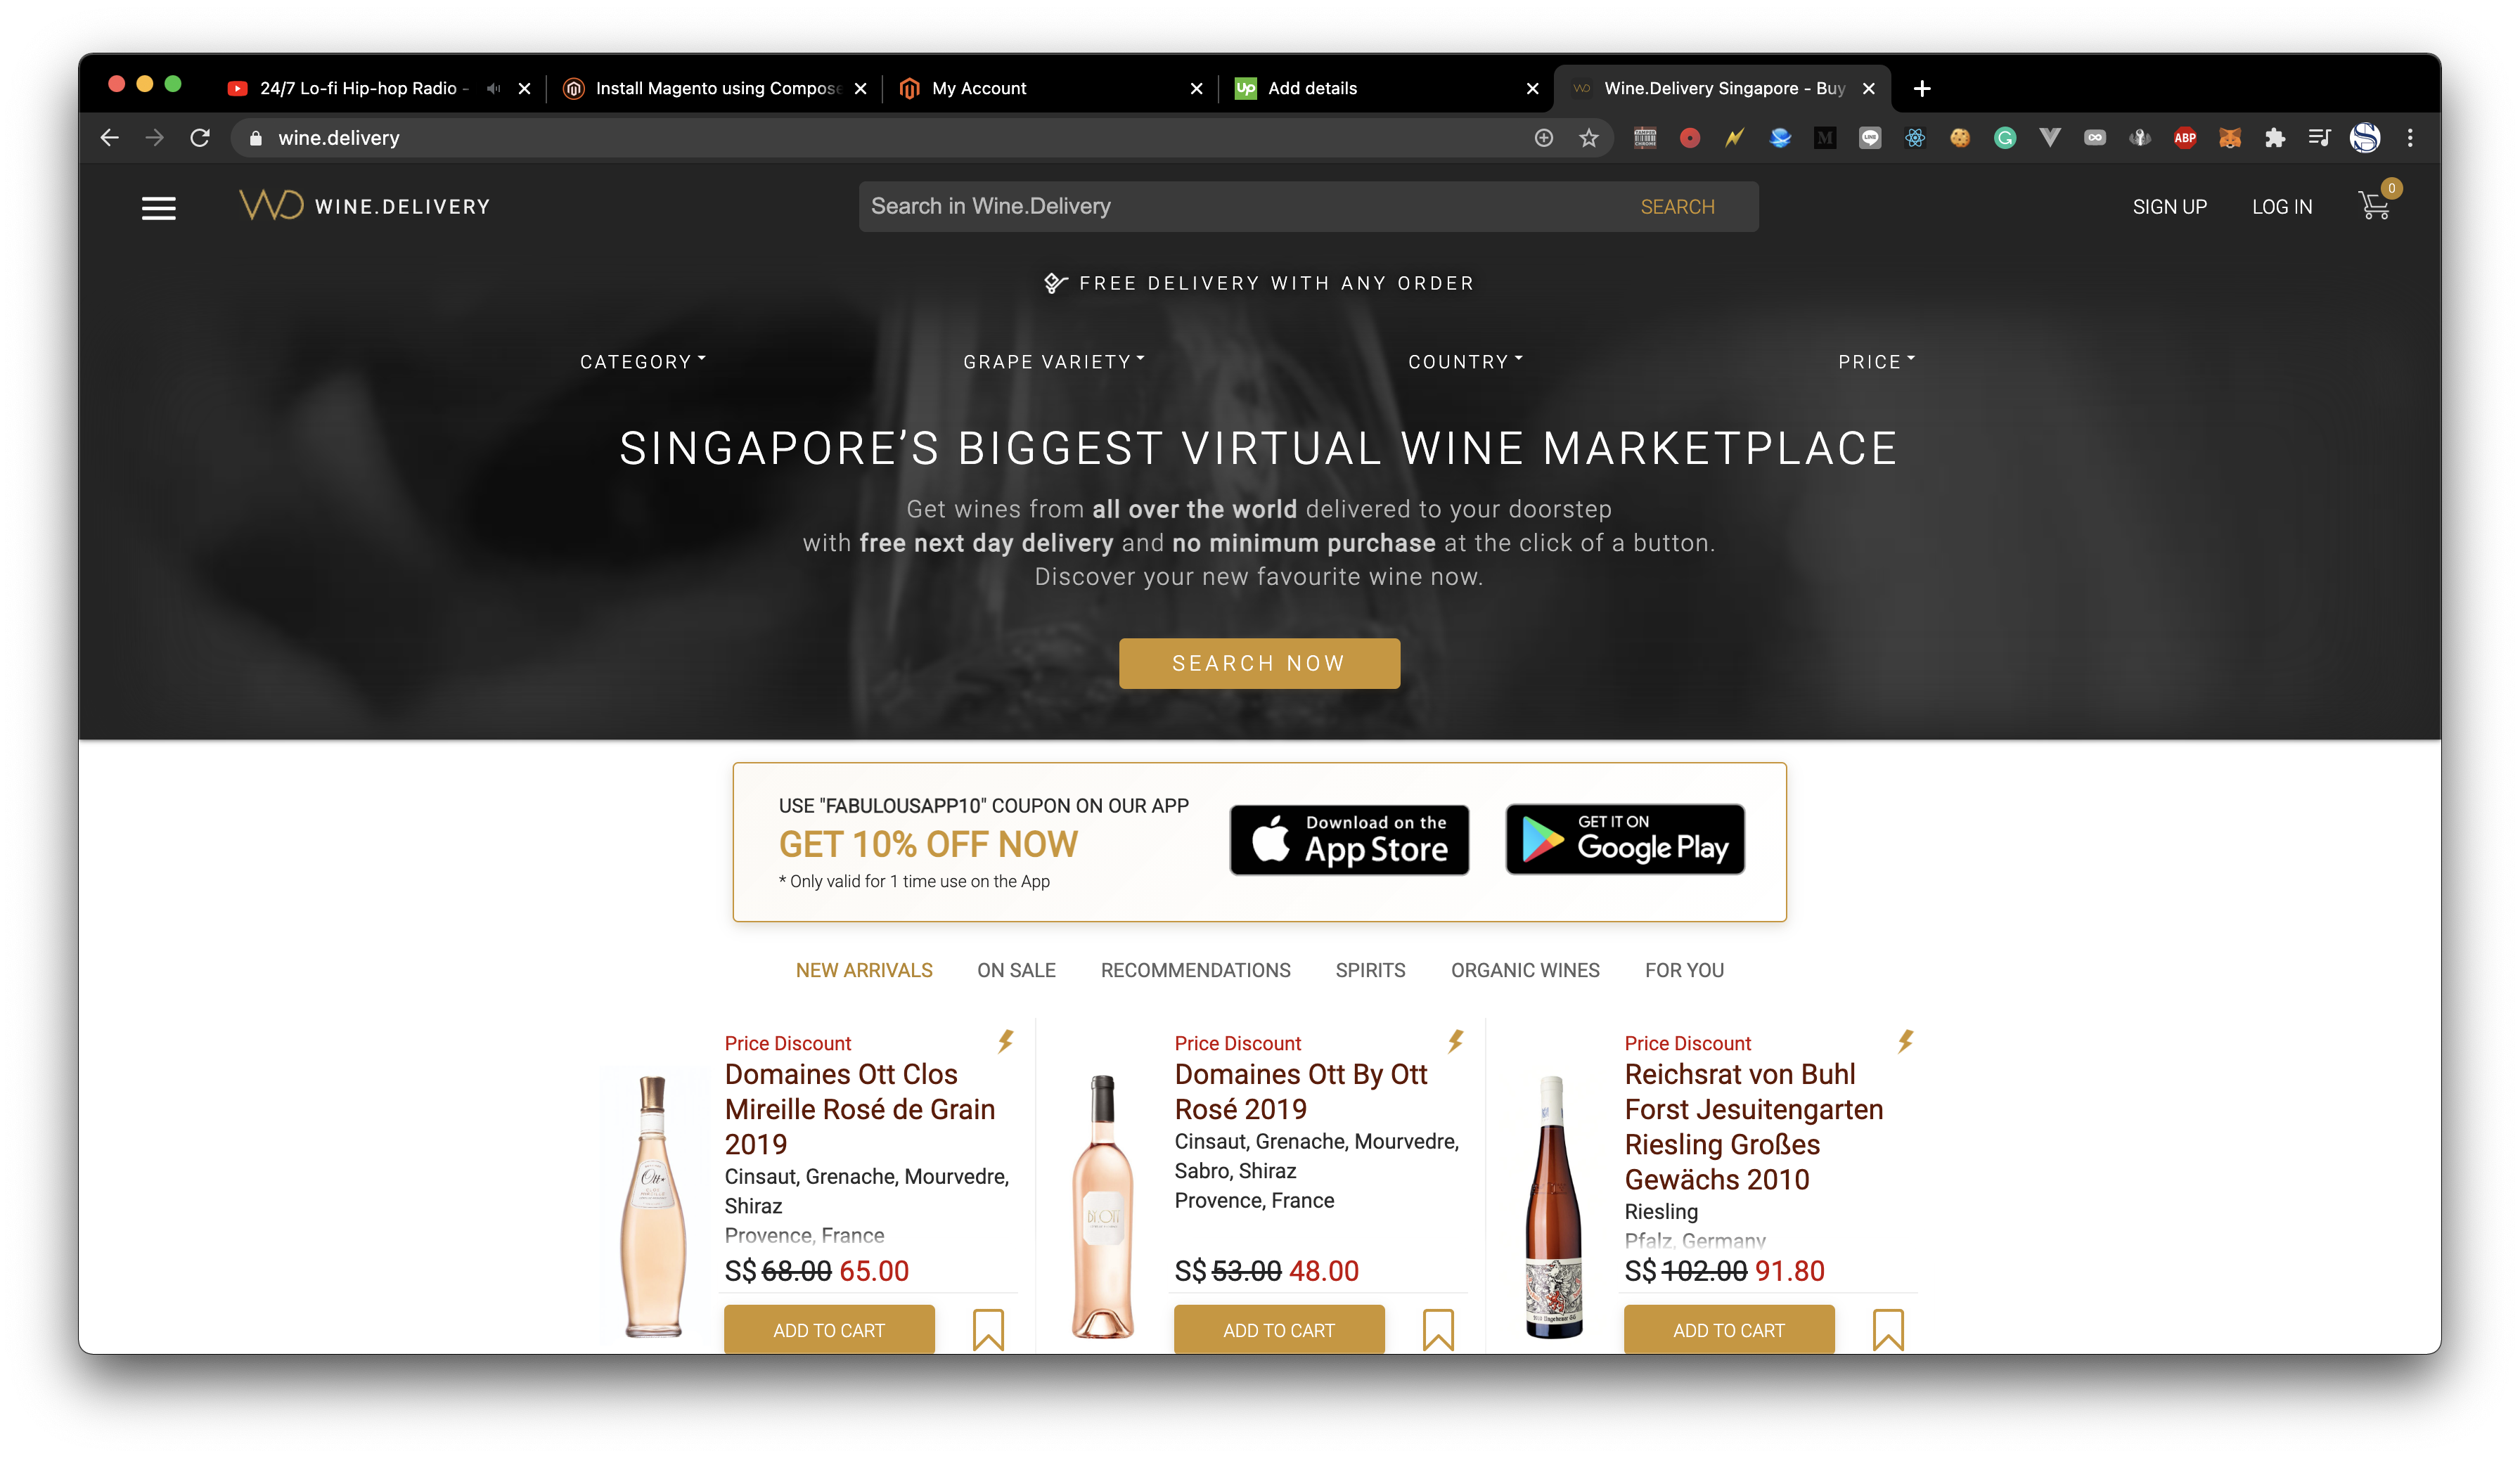 24/7 Lo-fi Hip-hop Radio -
Install Magento using Compose
My Account
Up
Add details
WD
Wine.Delivery Singapore - Buy
wine.delivery
ABP
WD WINE.DELIVERY
Search in Wine.Delivery
SEARCH
SIGN UP
LOG IN
0
FREE DELIVERY WITH ANY ORDER
CATEGORY
GRAPE VARIETY
COUNTRY
PRICE
SINGAPORE’S BIGGEST VIRTUAL WINE MARKETPLACE
Get wines from all over the world delivered to your doorstep
with free next day delivery and no minimum purchase at the click of a button.
Discover your new favourite wine now.
SEARCH NOW
USE "FABULOUSAPP10" COUPON ON OUR APP
GET 10% OFF NOW
* Only valid for 1 time use on the App
Download on the
App Store
GET IT ON
Google Play
NEW ARRIVALS
ON SALE
RECOMMENDATIONS
SPIRITS
ORGANIC WINES
FOR YOU
Price Discount
Domaines Ott Clos
Mireille Rosé de Grain
2019
Cinsaut, Grenache, Mourvedre,
Shiraz
Provence, France
S$ 68.00 65.00
ADD TO CART
Ott
BY.OTT
Price Discount
Domaines Ott By Ott
Rosé 2019
Cinsaut, Grenache, Mourvedre,
Sabro, Shiraz
Provence, France
S$ 53.00 48.00
ADD TO CART
Price Discount
Reichsrat von Buhl
Forst Jesuitengarten
Riesling Großes
Gewächs 2010
Riesling
Pfalz, Germany
S$ 102.00 91.80
ADD TO CART